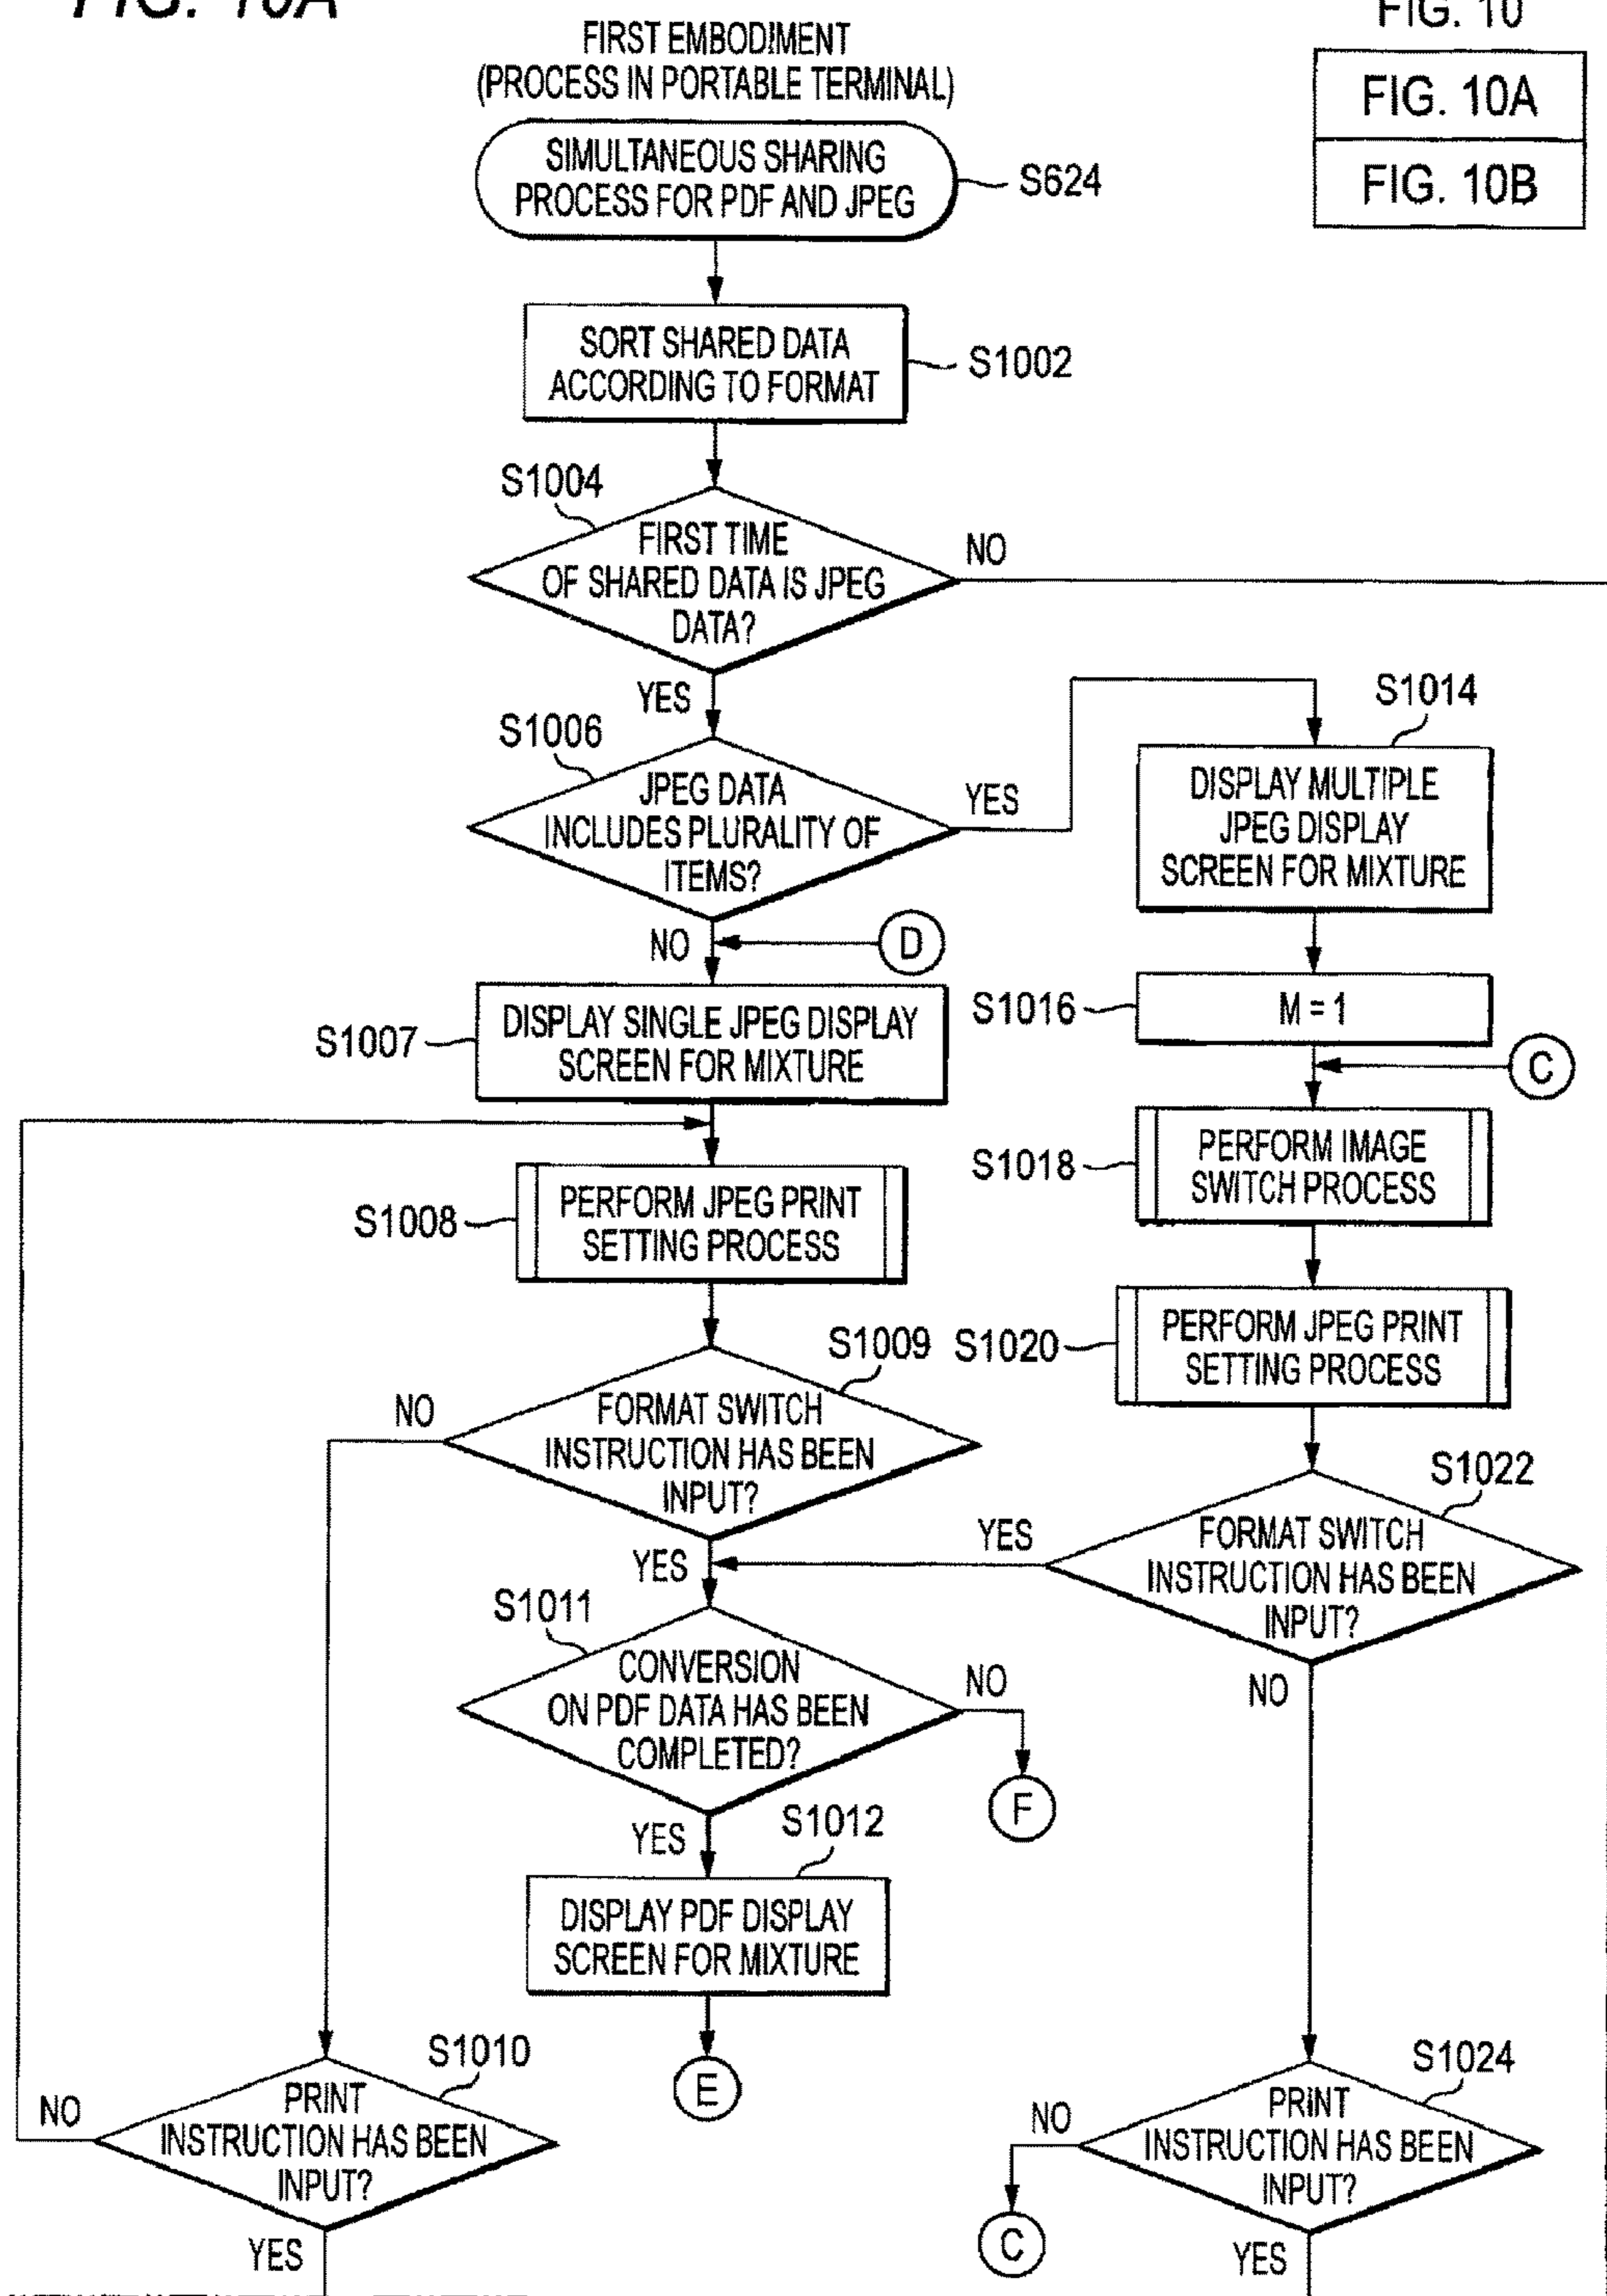 FIG. 10A
FIG. 10
FIG. 10A
FIG. 10B
FIRST EMBODIMENT
(PROCESS IN PORTABLE TERMINAL)
SIMULTANEOUS SHARING
PROCESS FOR PDF AND JPEG
S624
SORT SHARED DATA
ACCORDING TO FORMAT
S1002
S1004
FIRST TIME
OF SHARED DATA IS JPEG
DATA?
NO
YES
S1006
JPEG DATA
INCLUDES PLURALITY OF
ITEMS?
YES
S1014
DISPLAY MULTIPLE
JPEG DISPLAY
SCREEN FOR MIXTURE
NO
D
S1007
DISPLAY SINGLE JPEG DISPLAY
SCREEN FOR MIXTURE
S1016
M = 1
C
S1008
PERFORM JPEG PRINT
SETTING PROCESS
S1018
PERFORM IMAGE
SWITCH PROCESS
S1020
PERFORM JPEG PRINT
SETTING PROCESS
S1009
NO
FORMAT SWITCH
INSTRUCTION HAS BEEN
INPUT?
YES
S1022
YES
FORMAT SWITCH
INSTRUCTION HAS BEEN
INPUT?
NO
S1011
CONVERSION
ON PDF DATA HAS BEEN
COMPLETED?
NO
F
YES
S1012
DISPLAY PDF DISPLAY
SCREEN FOR MIXTURE
E
S1010
NO
PRINT
INSTRUCTION HAS BEEN
INPUT?
YES
S1024
NO
PRINT
INSTRUCTION HAS BEEN
INPUT?
C
YES